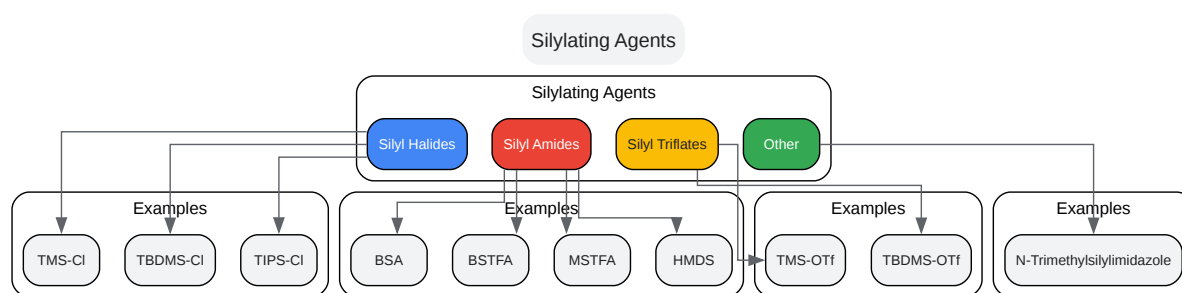 Silylating Agents
Silylating Agents
Silyl Halides
Silyl Amides
Silyl Triflates
Other
Examples
Examples
Examples
Examples
TMS-Cl
TBDMS-Cl
TIPS-Cl
BSA
BSTFA
MSTFA
HMDS
TMS-OTf
TBDMS-OTf
N-Trimethylsilylimidazole